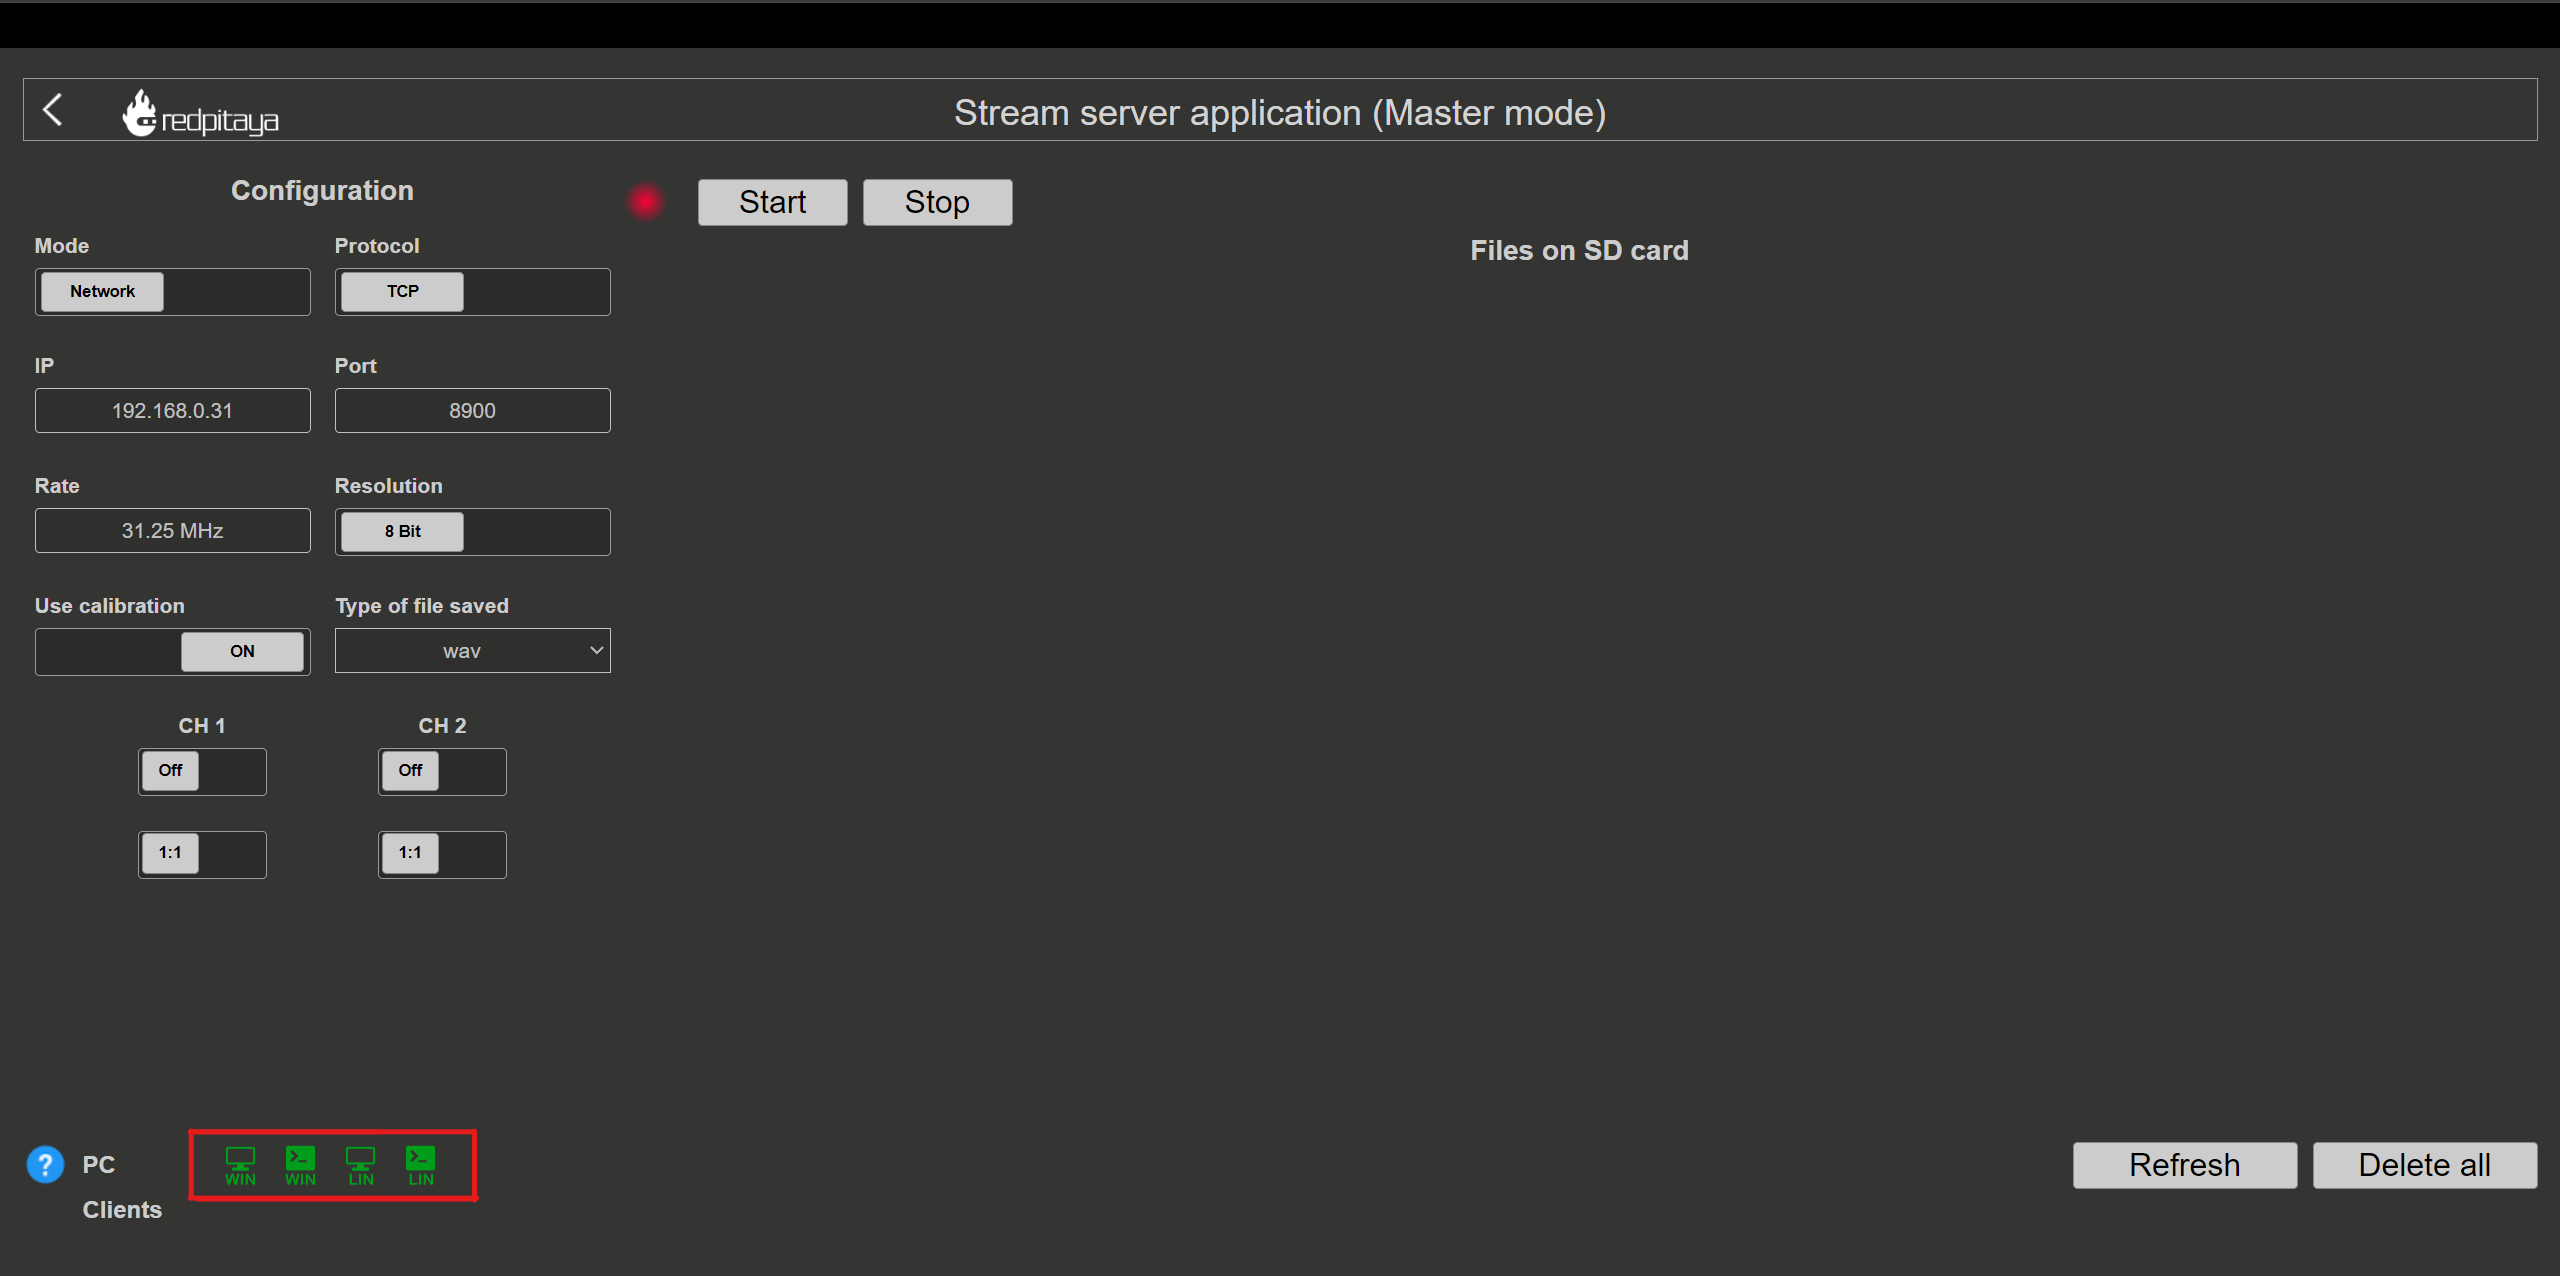 redpitaya
Stream server application (Master mode)
Configuration
Start Stop
Mode Protocol
Files on SD card
Network TCP
IP Port
192.168.0.31 8900
Rate Resolution
31.25 MHz 8 Bit
Use calibration Type of file saved
ON wav
CH 1 CH 2
Off Off
1:1 1:1
? PC WIN WIN LIN LIN Refresh Delete all
Clients